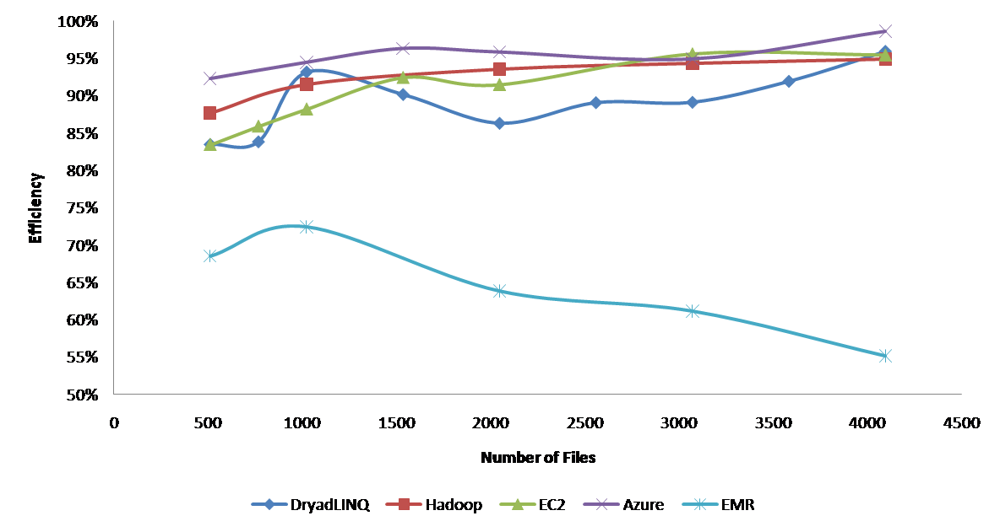 100%
95%
90%
85%
80%
75%
70%
65%
60%
55%
50%
Efficiency
0 500 1000 1500 2000 2500 3000 3500 4000 4500
Number of Files
DryadLINQ Hadoop EC2 Azure EMR